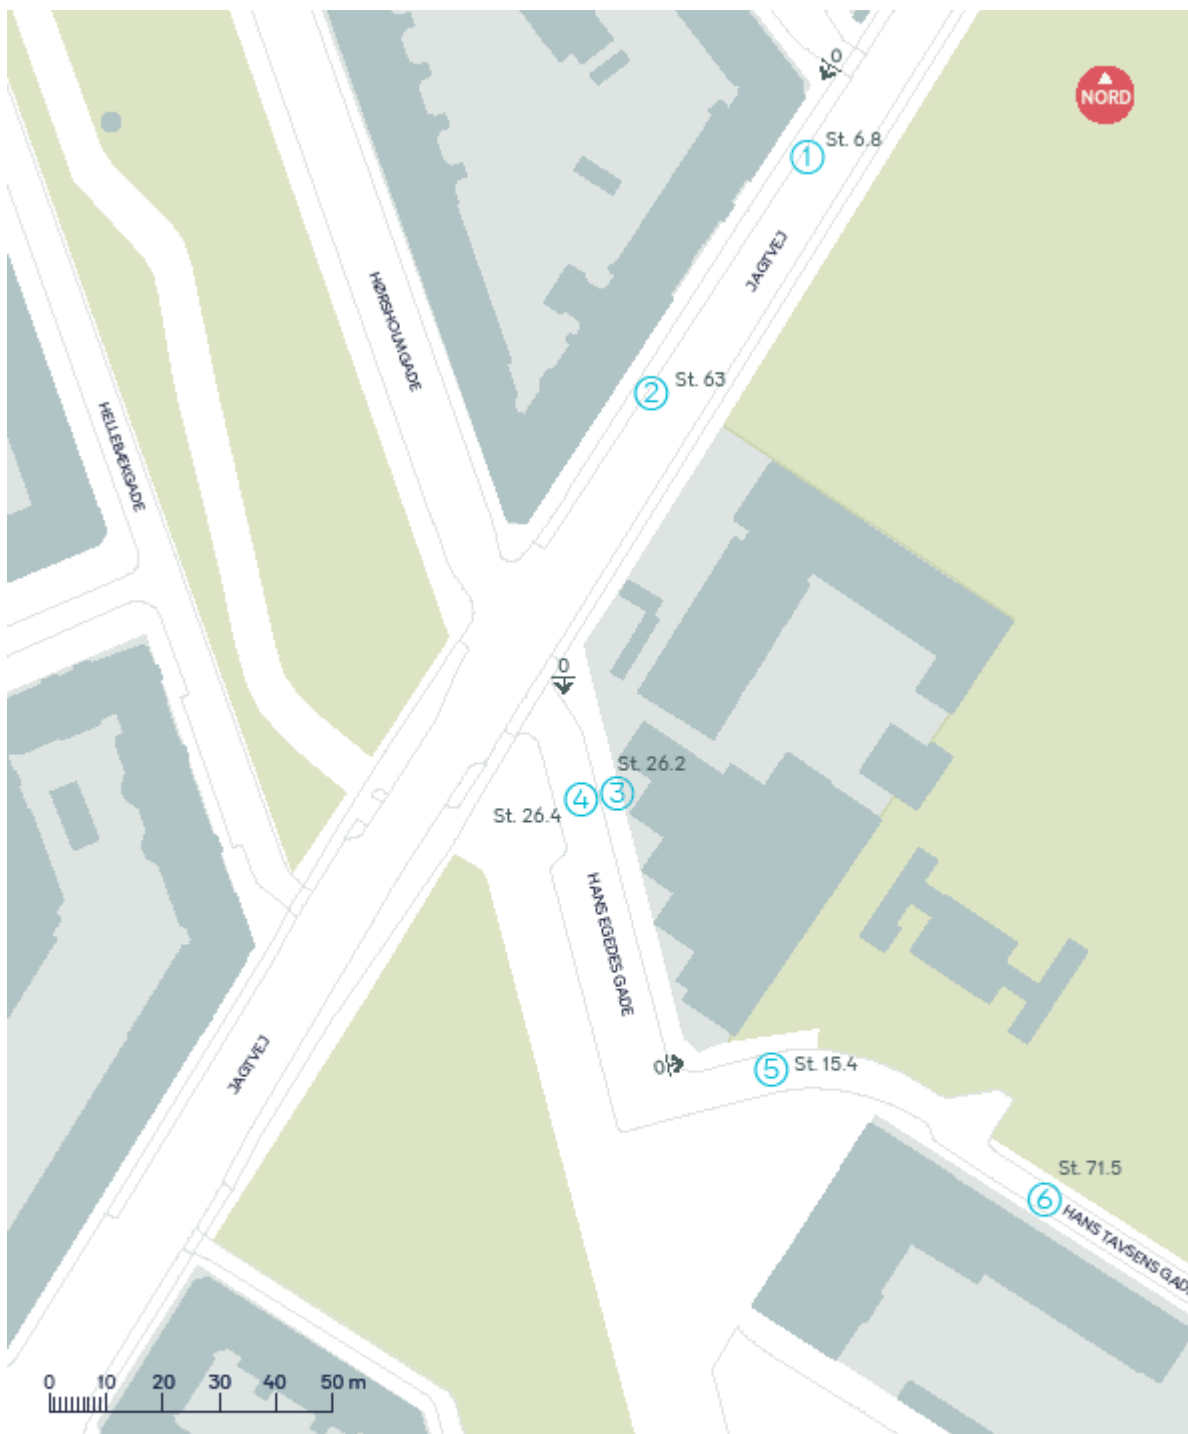 0
NORD
St. 6.8
1
JAGTVEJ
HØRSHOLMGADE
St. 63
2
HELLEBÆKGADE
0
St. 26.2
3
4
St. 26.4
HANS EGEDES GADE
JAGTVEJ
0
5
St. 15.4
St. 71.5
6
HANS TAVSENS GADE
0 10 20 30 40 50 m